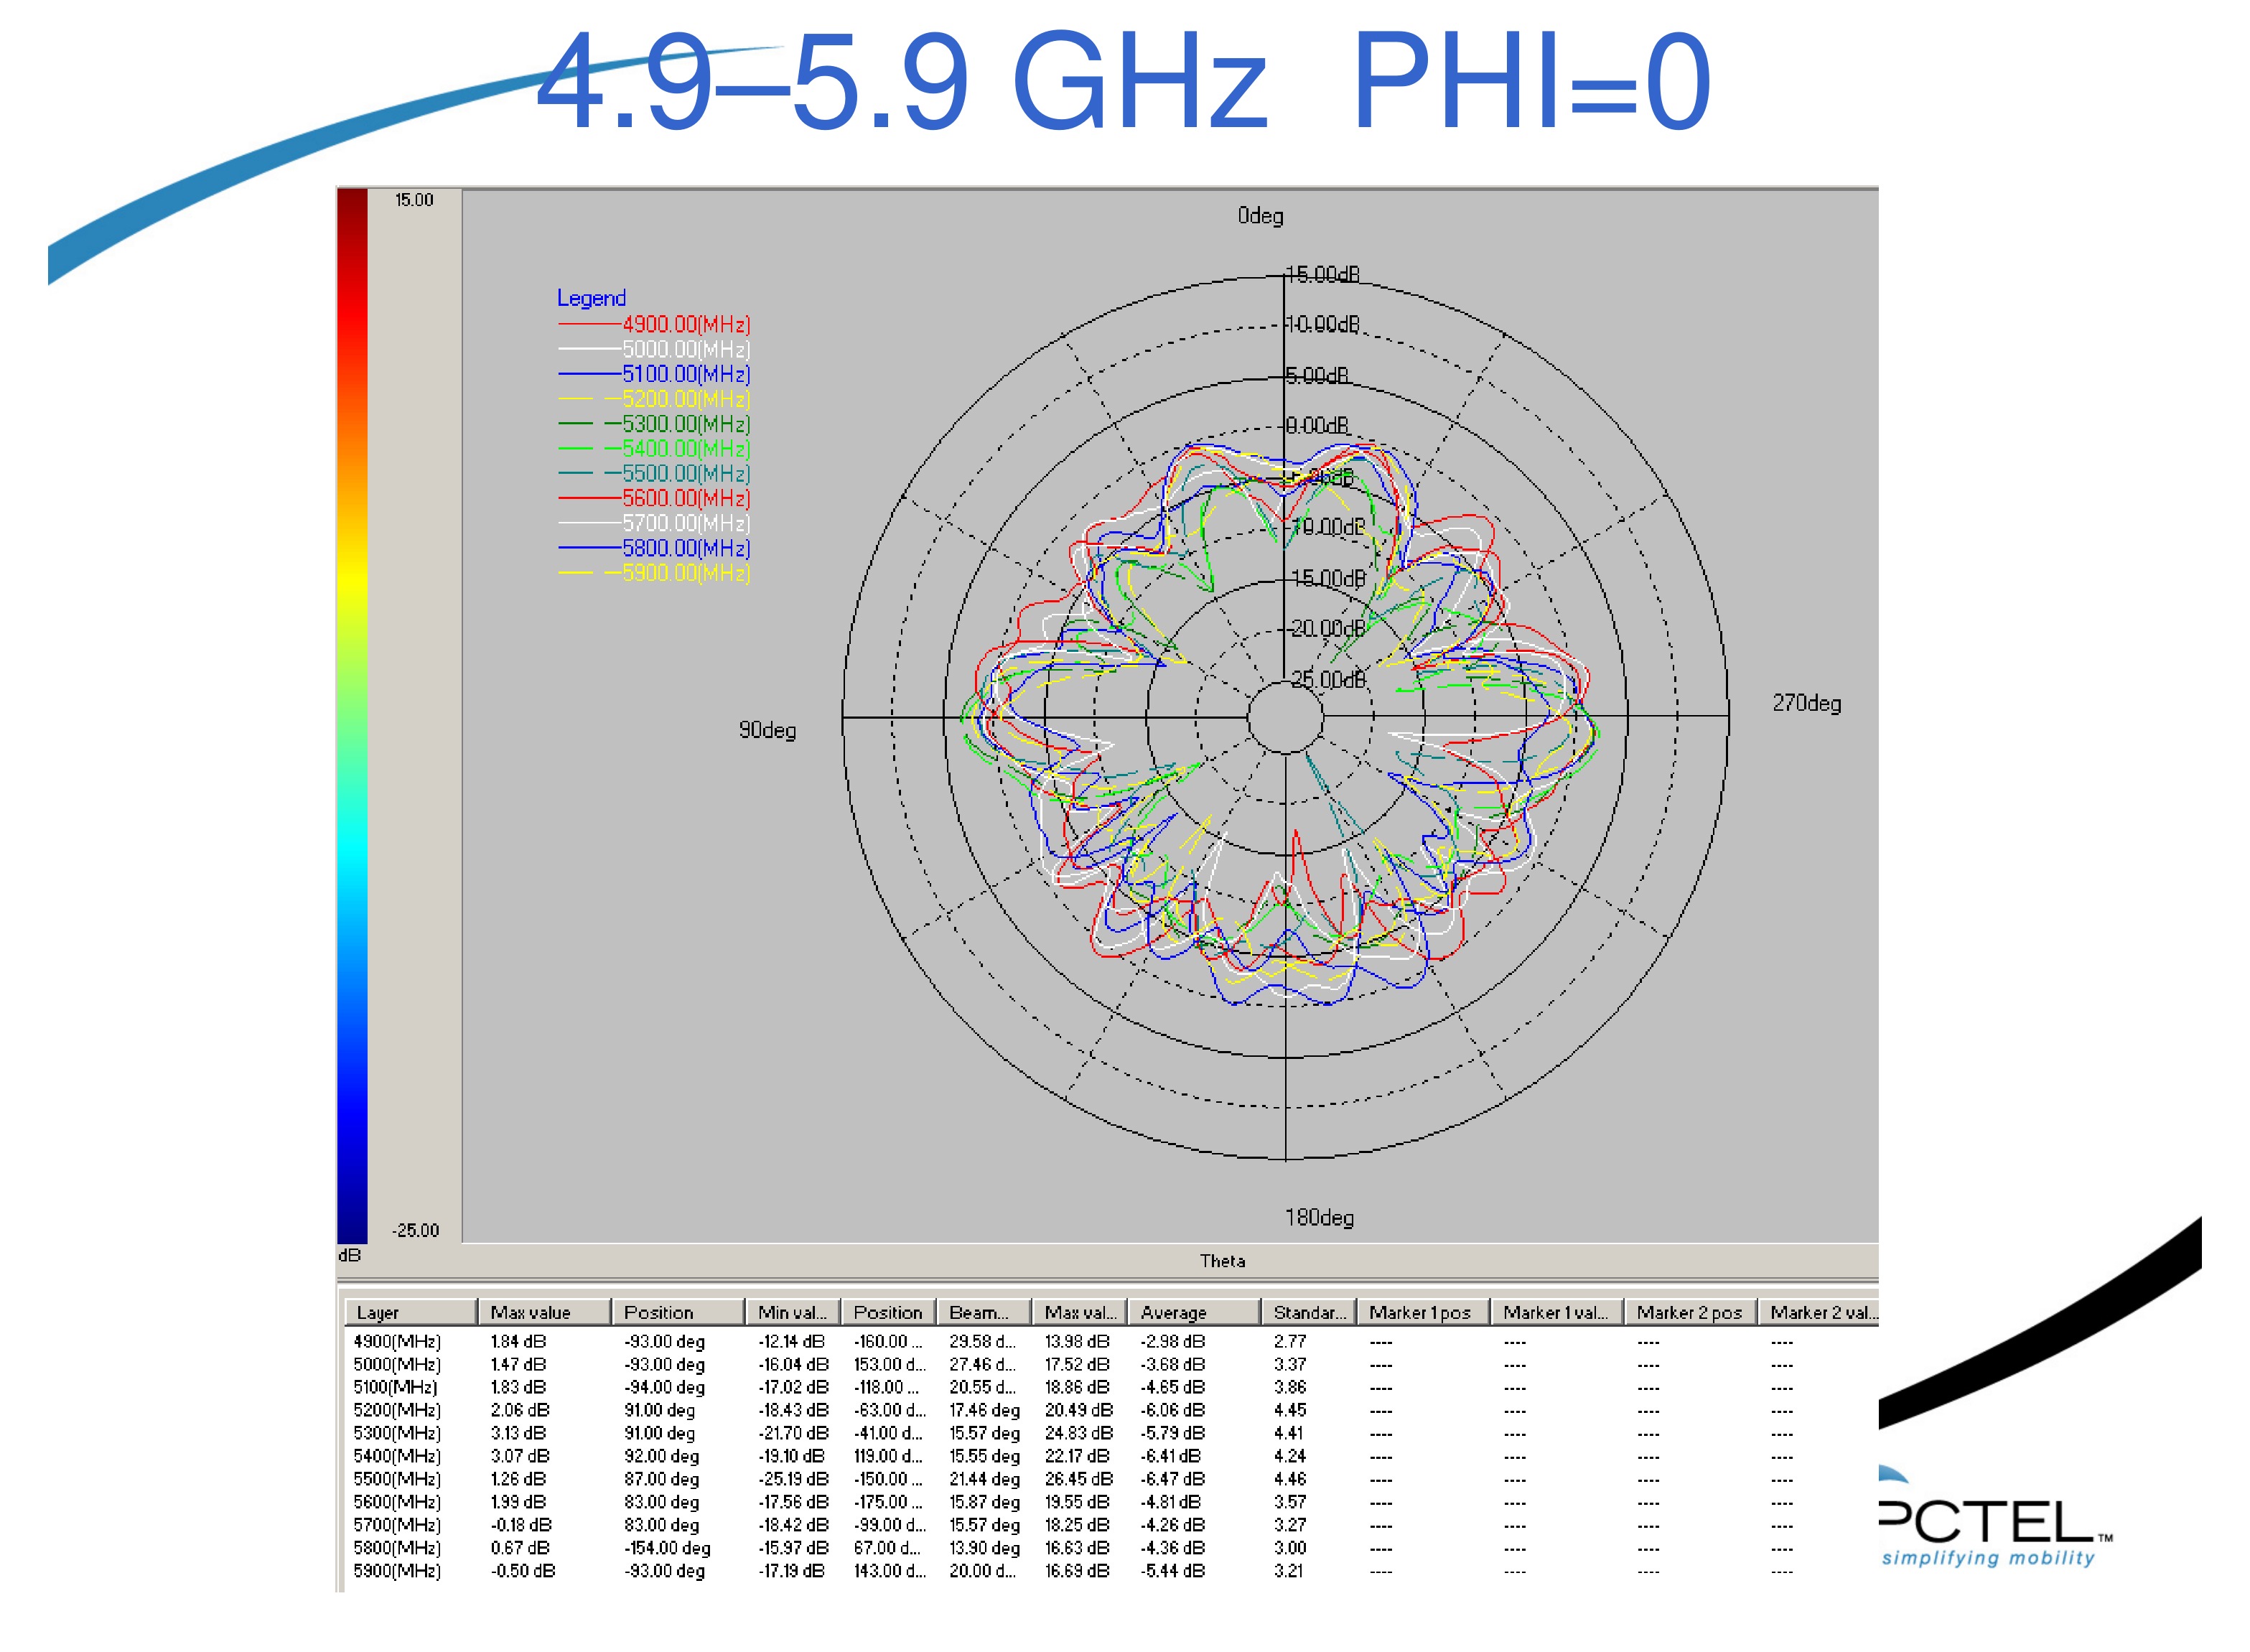 4.9–5.9 GHz PHI=0
15.00
0deg
Legend
4900.00(MHz)
5000.00(MHz)
5100.00(MHz)
5200.00(MHz)
5300.00(MHz)
5400.00(MHz)
5500.00(MHz)
5600.00(MHz)
5700.00(MHz)
5800.00(MHz)
5900.00(MHz)
15.00dB
10.00dB
5.00dB
0.00dB
-5.00dB
-10.00dB
-15.00dB
-20.00dB
-25.00dB
90deg
270deg
180deg
-25.00
dB
Theta
Layer Max value Position Min val... Position Beam... Max val... Average Standar... Marker 1 pos Marker 1 val... Marker 2 pos Marker 2 val...
4900(MHz) 1.84 dB -93.00 deg -12.14 dB -160.00 ... 29.58 d... 13.98 dB -2.98 dB 2.77 ---- ---- ---- ----
5000(MHz) 1.47 dB -93.00 deg -16.04 dB 153.00 d... 27.46 d... 17.52 dB -3.68 dB 3.37 ---- ---- ---- ----
5100(MHz) 1.83 dB -94.00 deg -17.02 dB -118.00 ... 20.55 d... 18.86 dB -4.65 dB 3.86 ---- ---- ---- ----
5200(MHz) 2.06 dB 91.00 deg -18.43 dB -63.00 d... 17.46 deg 20.49 dB -6.06 dB 4.45 ---- ---- ---- ----
5300(MHz) 3.13 dB 91.00 deg -21.70 dB -41.00 d... 15.57 deg 24.83 dB -5.79 dB 4.41 ---- ---- ---- ----
5400(MHz) 3.07 dB 92.00 deg -19.10 dB 119.00 d... 15.55 deg 22.17 dB -6.41 dB 4.24 ---- ---- ---- ----
5500(MHz) 1.26 dB 87.00 deg -25.19 dB -150.00 ... 21.44 deg 26.45 dB -6.47 dB 4.46 ---- ---- ---- ----
5600(MHz) 1.99 dB 83.00 deg -17.56 dB -175.00 ... 15.87 deg 19.55 dB -4.81 dB 3.57 ---- ---- ---- ----
5700(MHz) -0.18 dB 83.00 deg -18.42 dB -99.00 d... 15.57 deg 18.25 dB -4.26 dB 3.27 ---- ---- ---- ----
5800(MHz) 0.67 dB -154.00 deg -15.97 dB 67.00 d... 13.90 deg 16.63 dB -4.36 dB 3.00 ---- ---- ---- ----
5900(MHz) -0.50 dB -93.00 deg -17.19 dB 143.00 d... 20.00 d... 16.69 dB -5.44 dB 3.21 ---- ---- ---- ----
PCTEL™
simplifying mobility